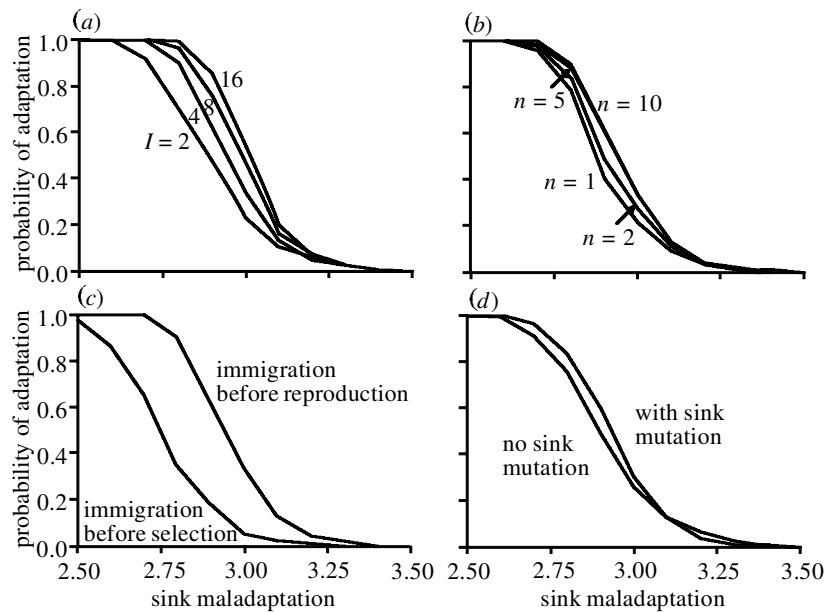 (a)
probability of adaptation
1.0
0.8
0.6
0.4
0.2
0.0
16
8
4
I = 2
(b)
n = 5
n = 10
n = 1
n = 2
(c)
probability of adaptation
1.0
0.8
0.6
0.4
0.2
0.0
immigration
before reproduction
immigration
before selection
2.50 2.75 3.00 3.25 3.50
sink maladaptation
(d)
with sink
mutation
no sink
mutation
2.50 2.75 3.00 3.25 3.50
sink maladaptation